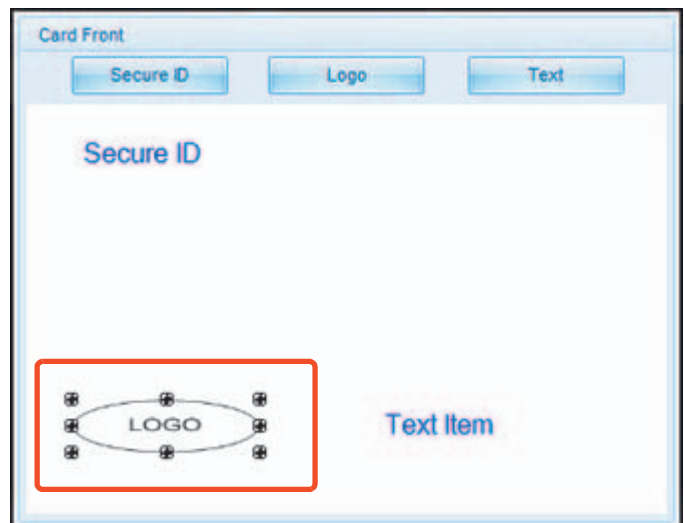 Card Front
Secure ID Logo Text
Secure ID
LOGO
Text Item